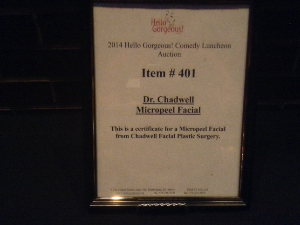 Hello
Gorgeous!
2014 Hello Gorgeous! Comedy Luncheon
Auction
Item # 401
Dr. Chadwell
Micropeel Facial
This is a certificate for a Micropeel Facial
from Chadwell Facial Plastic Surgery.